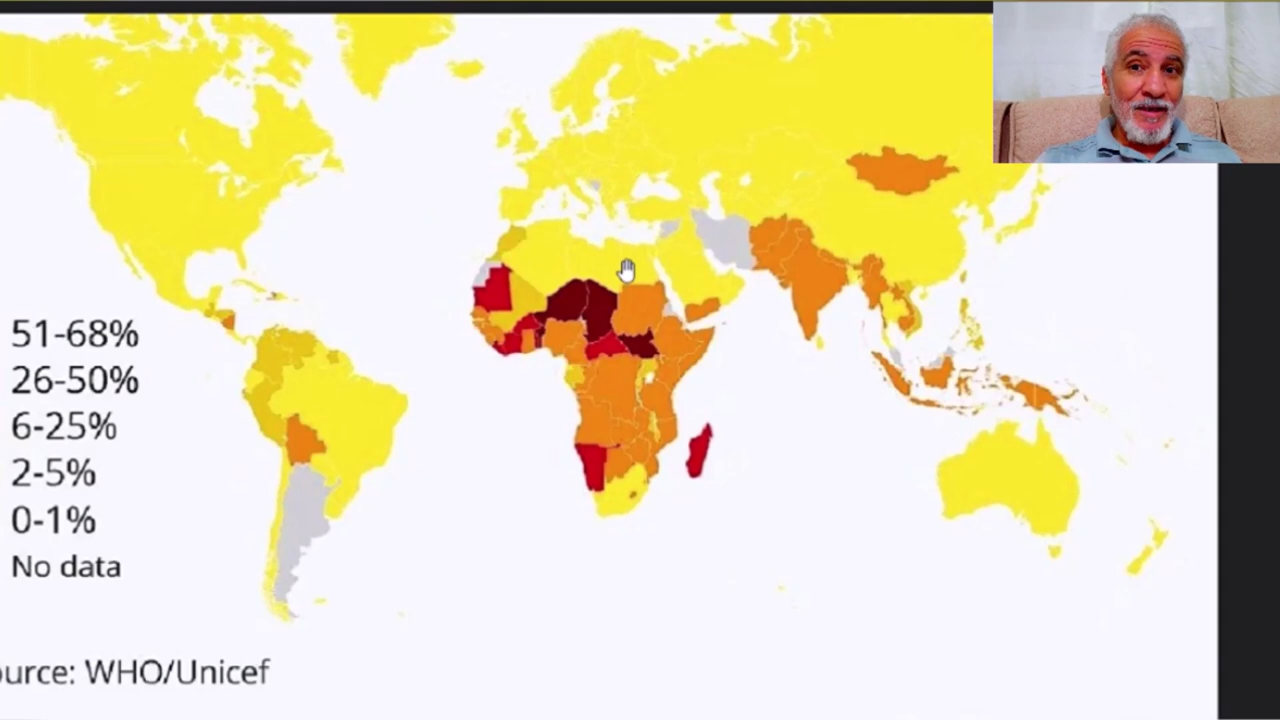 51-68%
26-50%
6-25%
2-5%
0-1%
No data
urce: WHO/Unicef